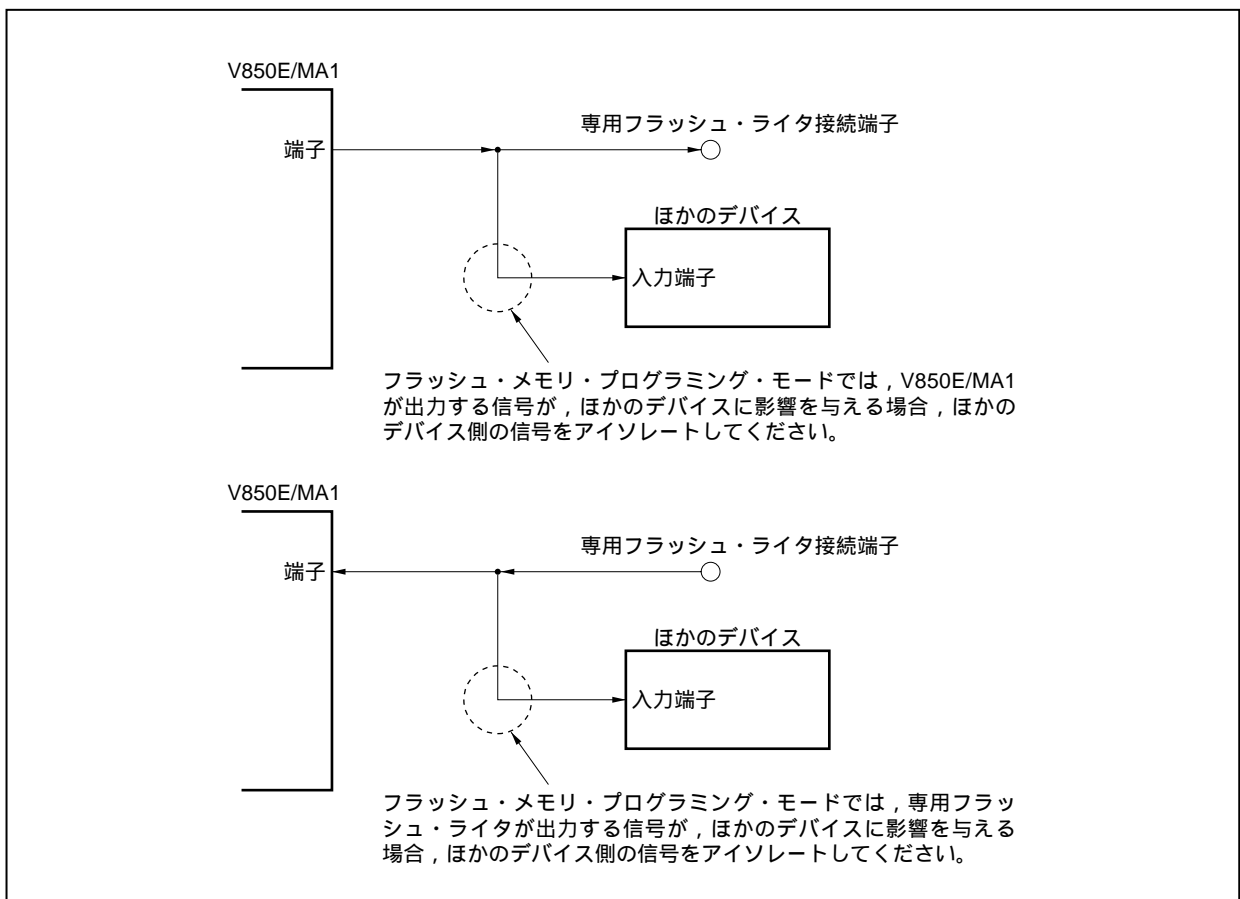 V850E/MA1
専用フラッシュ・ライタ接続端子
端子
ほかのデバイス
入力端子
フラッシュ・メモリ・プログラミング・モードでは，V850E/MA1
が出力する信号が，ほかのデバイスに影響を与える場合，ほかの
デバイス側の信号をアイソレートしてください。
V850E/MA1
専用フラッシュ・ライタ接続端子
端子
ほかのデバイス
入力端子
フラッシュ・メモリ・プログラミング・モードでは，専用フラッ
シュ・ライタが出力する信号が，ほかのデバイスに影響を与える
場合，ほかのデバイス側の信号をアイソレートしてください。